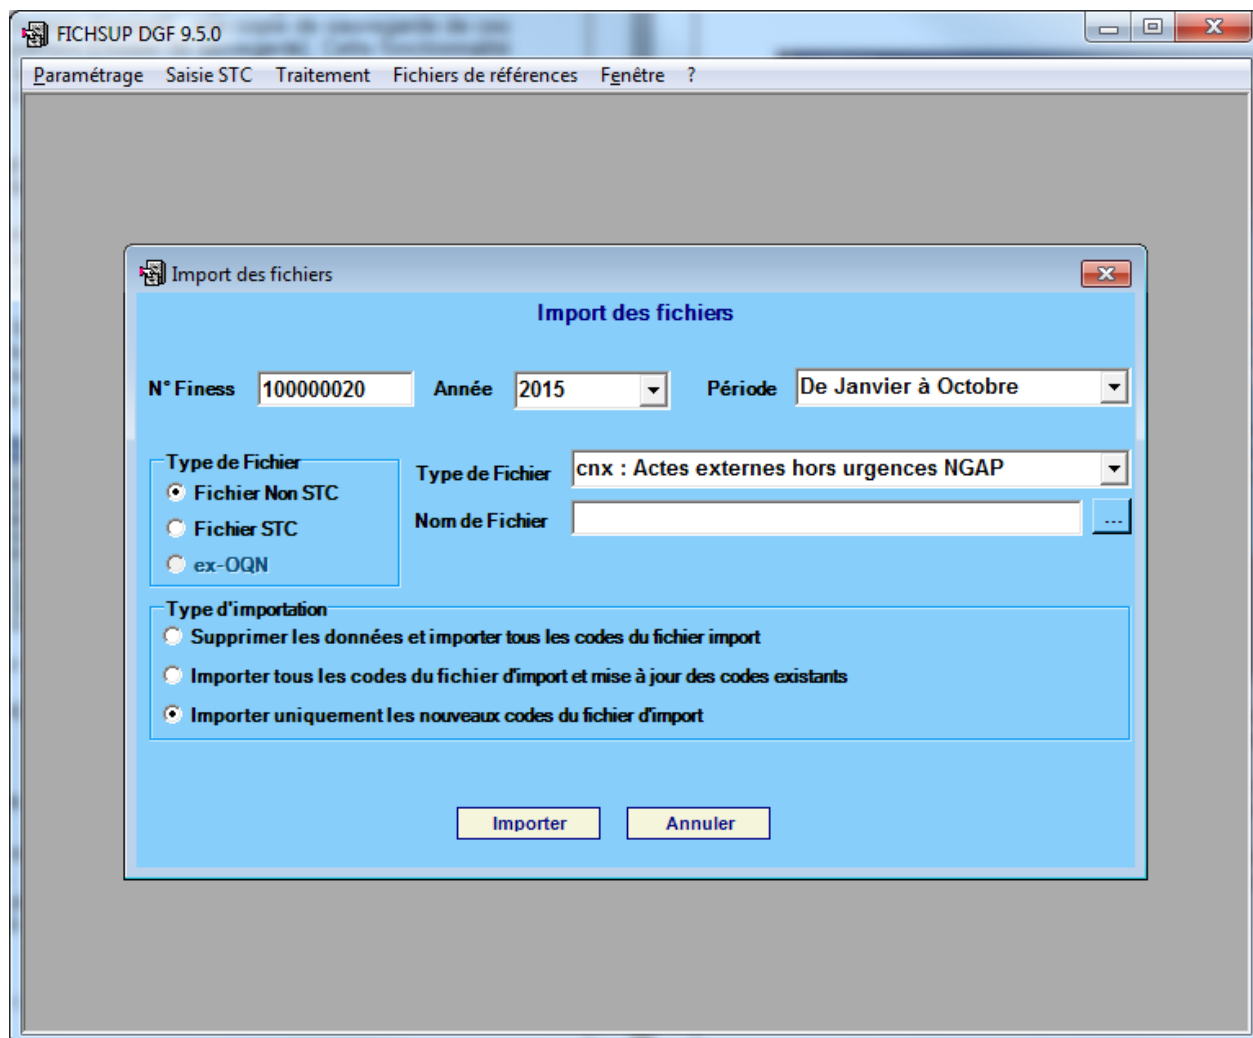 FICHSUP DGF 9.5.0
Paramétrage Saisie STC Traitement Fichiers de références Fenêtre ?
Import des fichiers
Import des fichiers
N° Finess 100000020 Année 2015 Période De Janvier à Octobre
Type de Fichier
Fichier Non STC
Fichier STC
ex-OQN
Type de Fichier cnx : Actes externes hors urgences NGAP
Nom de Fichier ...
Type d'importation
Supprimer les données et importer tous les codes du fichier import
Importer tous les codes du fichier d'import et mise à jour des codes existants
Importer uniquement les nouveaux codes du fichier d'import
Importer Annuler